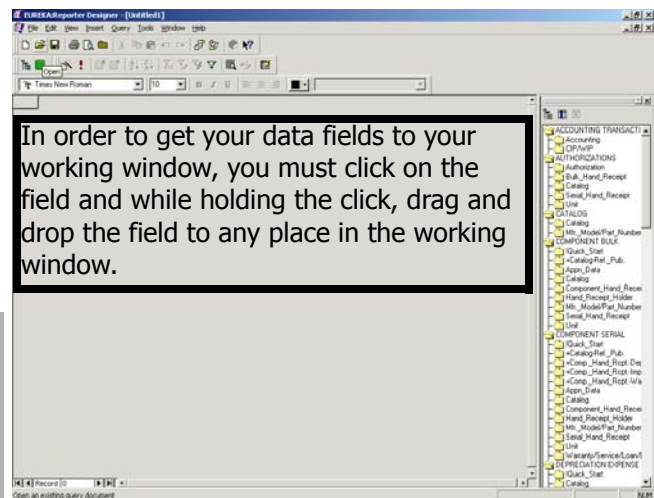 EUREKA:Reporter Designer - [Untitled1]
File Edit View Insert Query Tools Window Help
Open
Times New Roman 10 B I U
In order to get your data fields to your
working window, you must click on the
field and while holding the click, drag and
drop the field to any place in the working
window.
ACCOUNTING TRANSACTI
Accounting
CIP/WIP
AUTHORIZATIONS
Authorization
Bulk_Hand_Receipt
Catalog
Serial_Hand_Receipt
Unit
CATALOG
Catalog
Mfr._Model/Part_Number
COMPONENT BULK
!Quick_Start
+Catalog-Ref._Pub.
Appn_Data
Catalog
Component_Hand_Recei
Hand_Receipt_Holder
Mfr._Model/Part_Number
Serial_Hand_Receipt
Unit
COMPONENT SERIAL
!Quick_Start
+Catalog-Ref._Pub.
+Comp._Hand_Rcpt.-Dep
+Comp._Hand_Rcpt.-Imp
+Comp._Hand_Rcpt.-Wa
Appn_Data
Catalog
Component_Hand_Recei
Hand_Receipt_Holder
Mfr._Model/Part_Number
Serial_Hand_Receipt
Unit
Warranty/Service/Loan/I
DEPRECIATION EXPENSE
!Quick_Start
Catalog
Record 0
Open an existing query document
NUM